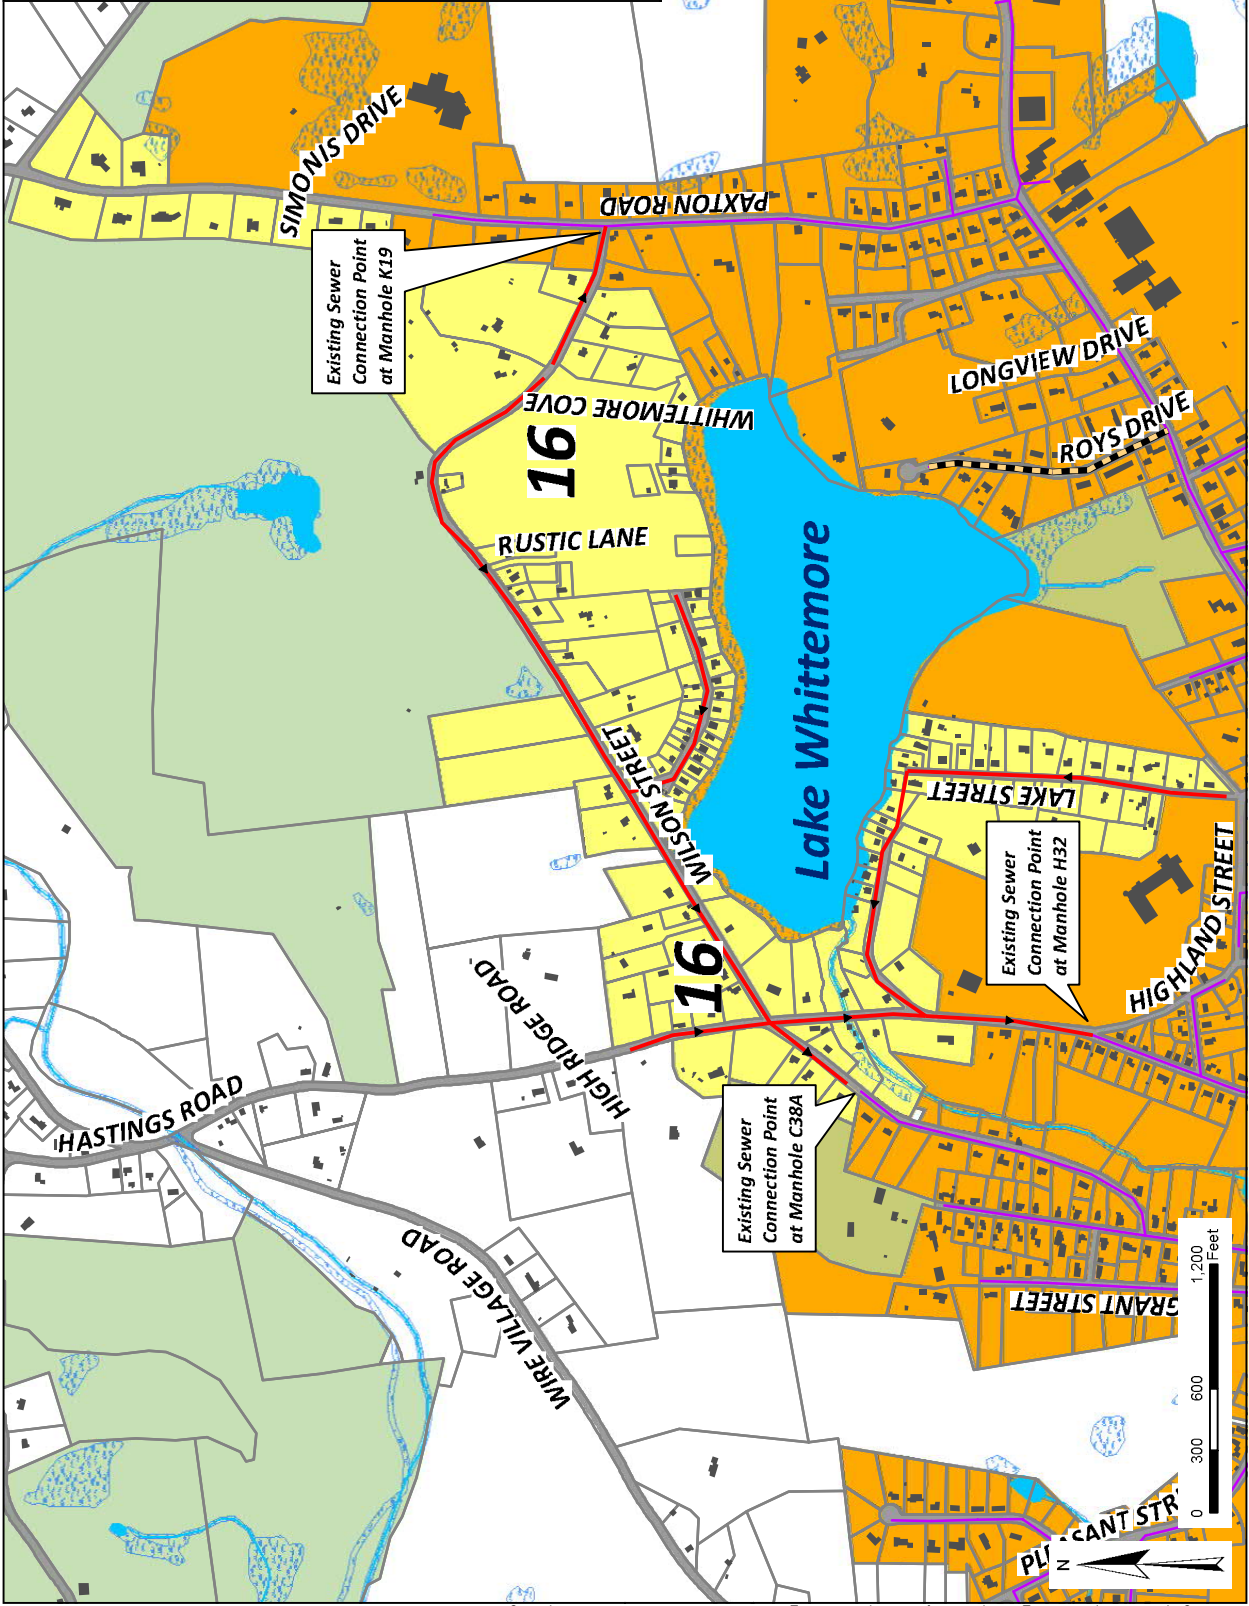 SIMONIS DRIVE
Existing Sewer
Connection Point
at Manhole K19
PAXTON ROAD
WHITTEMORE COVE
16
RUSTIC LANE
LONGVIEW DRIVE
ROYS DRIVE
Lake Whittemore
WILSON STREET
LAKE STREET
16
HIGH RIDGE ROAD
Existing Sewer
Connection Point
at Manhole H32
HIGHLAND STREET
HASTINGS ROAD
Existing Sewer
Connection Point
at Manhole C38A
WIRE VILLAGE ROAD
GRANT STREET
PLEASANT STR
0 300 600 1,200
Feet
N